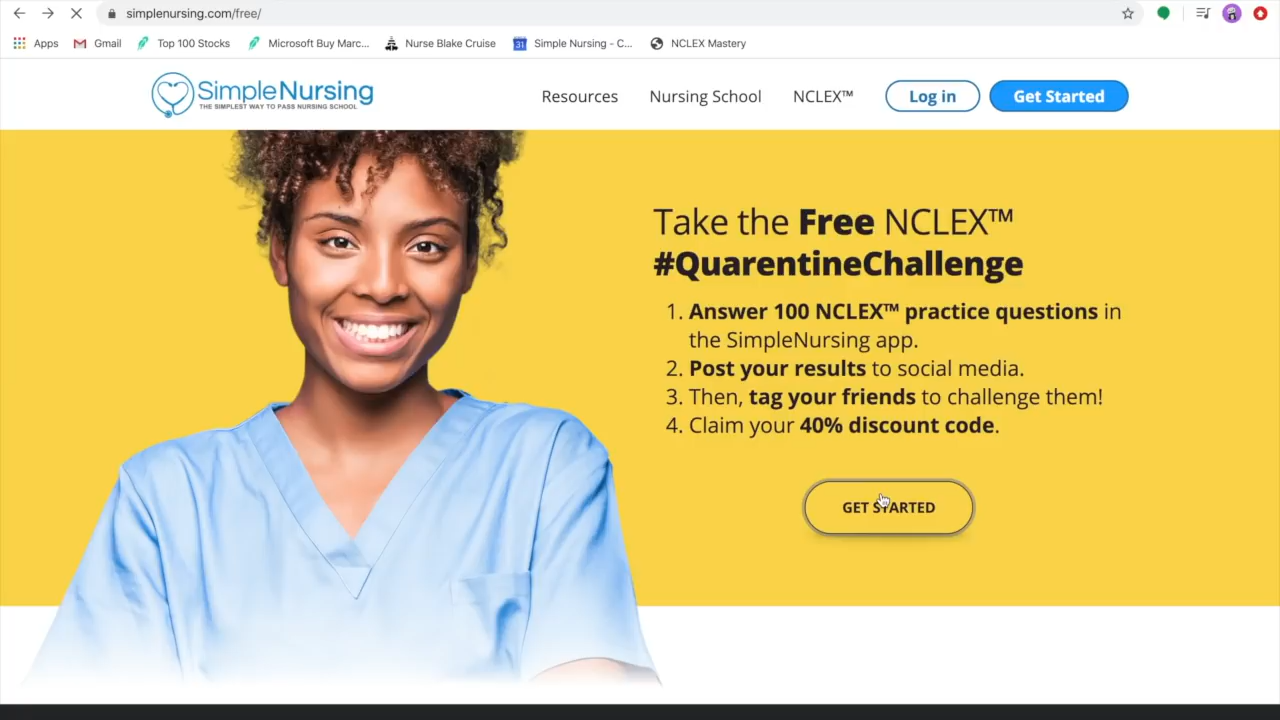 simplenursing.com/free/
Apps
Gmail
Top 100 Stocks
Microsoft Buy Marc...
Nurse Blake Cruise
31
Simple Nursing - C...
NCLEX Mastery
SimpleNursing
THE SIMPLEST WAY TO PASS NURSING SCHOOL
Resources
Nursing School
NCLEX™
Log in
Get Started
Take the Free NCLEX™
#QuarentineChallenge
1. Answer 100 NCLEX™ practice questions in
the SimpleNursing app.
2. Post your results to social media.
3. Then, tag your friends to challenge them!
4. Claim your 40% discount code.
GET STARTED